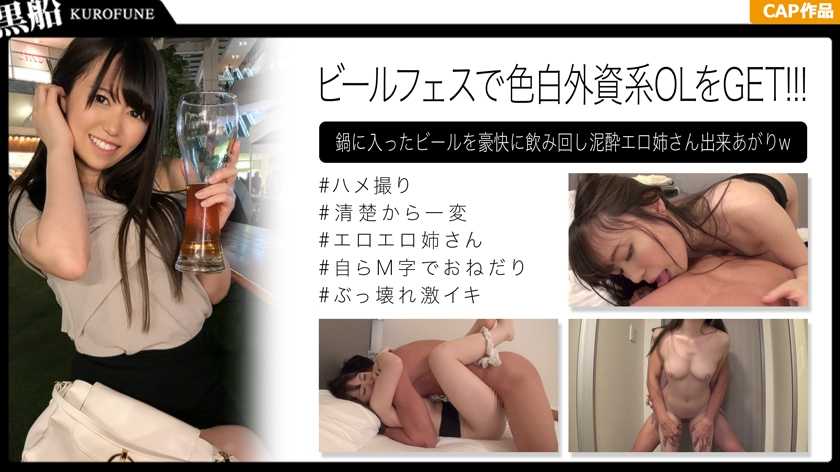 黒船 KUROFUNE
CAP作品
ビールフェスで色白外資系OLをGET!!!
鍋に入ったビールを豪快に飲み回し泥酔エロ姉さん出来あがりw
#ハメ撮り
#清楚から一変
#エロエロ姉さん
#自らM字でおねだり
#ぶっ壊れ激イキ